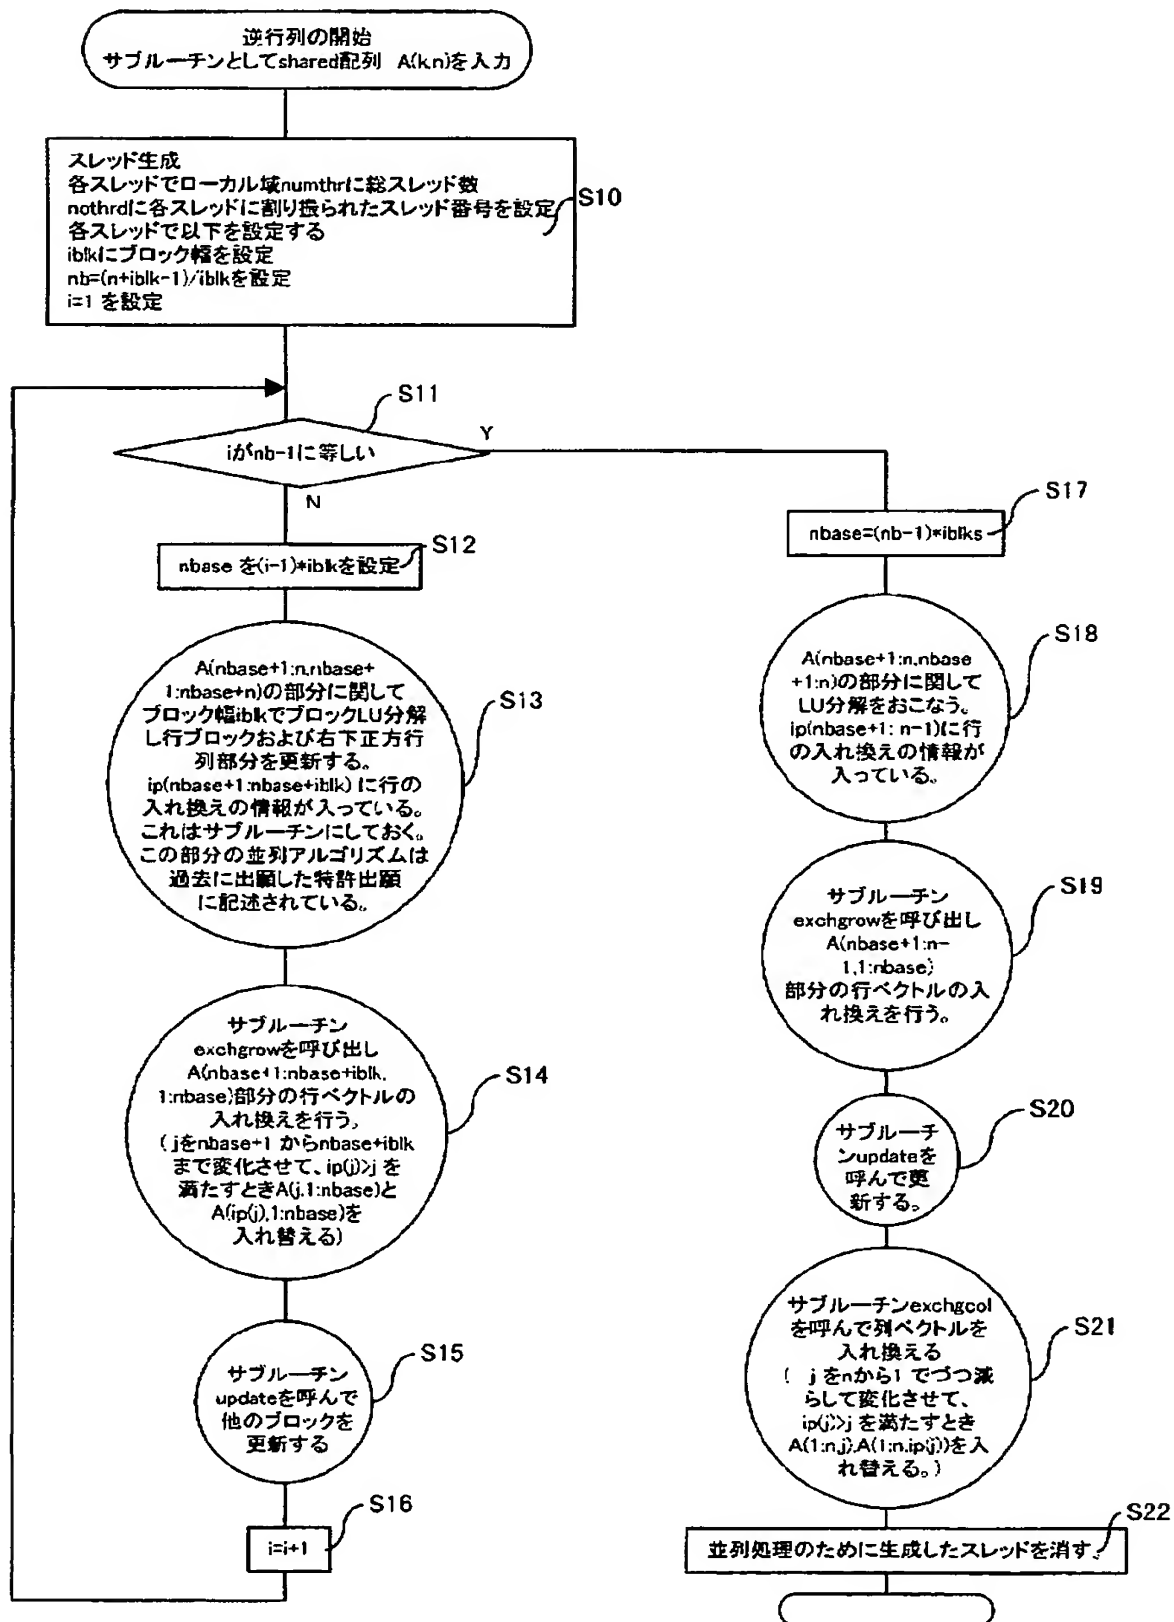 逆行列の開始
サブルーチンとしてshared配列 A(k,n)を入力
スレッド生成
各スレッドでローカル域numthrに総スレッド数
nothrdに各スレッドに割り振られたスレッド番号を設定
各スレッドで以下を設定する
iblkにブロック幅を設定
nb=(n+iblk-1)/iblkを設定
i=1 を設定
S10
S11
iがnb-1に等しい
Y
N
S12
nbase を(i-1)*iblkを設定
A(nbase+1:n,nbase+
1:nbase+n)の部分に関して
ブロック幅iblkでブロックLU分解
し行ブロックおよび右下正方行
列部分を更新する。
ip(nbase+1:nbase+iblk) に行の
入れ換えの情報が入っている。
これはサブルーチンにしておく。
この部分の並列アルゴリズムは
過去に出願した特許出願
に記述されている。
S13
サブルーチン
exchgrowを呼び出し
A(nbase+1:nbase+iblk,
1:nbase)部分の行ベクトルの
入れ換えを行う。
( jをnbase+1 からnbase+iblk
まで変化させて、ip(j)>j を
満たすときA(j,1:nbase)と
A(ip(j),1:nbase)を
入れ替える)
S14
サブルーチン
updateを呼んで
他のブロックを
更新する
S15
S16
i=i+1
S17
nbase=(nb-1)*iblks
A(nbase+1:n,nbase
+1:n)の部分に関して
LU分解をおこなう。
ip(nbase+1: n-1)に行
の入れ換えの情報が
入っている。
S18
サブルーチン
exchgrowを呼び出し
A(nbase+1:n-
1,1:nbase)
部分の行ベクトルの入
れ換えを行う。
S19
サブルーチ
ンupdateを
呼んで更
新する。
S20
サブルーチンexchgcol
を呼んで列ベクトルを
入れ換える
( j をnから1 でづつ減
らして変化させて、
ip(j)>j を満たすとき
A(1:n,j),A(1:n,ip(j))を入
れ替える。)
S21
S22
並列処理のために生成したスレッドを消す。